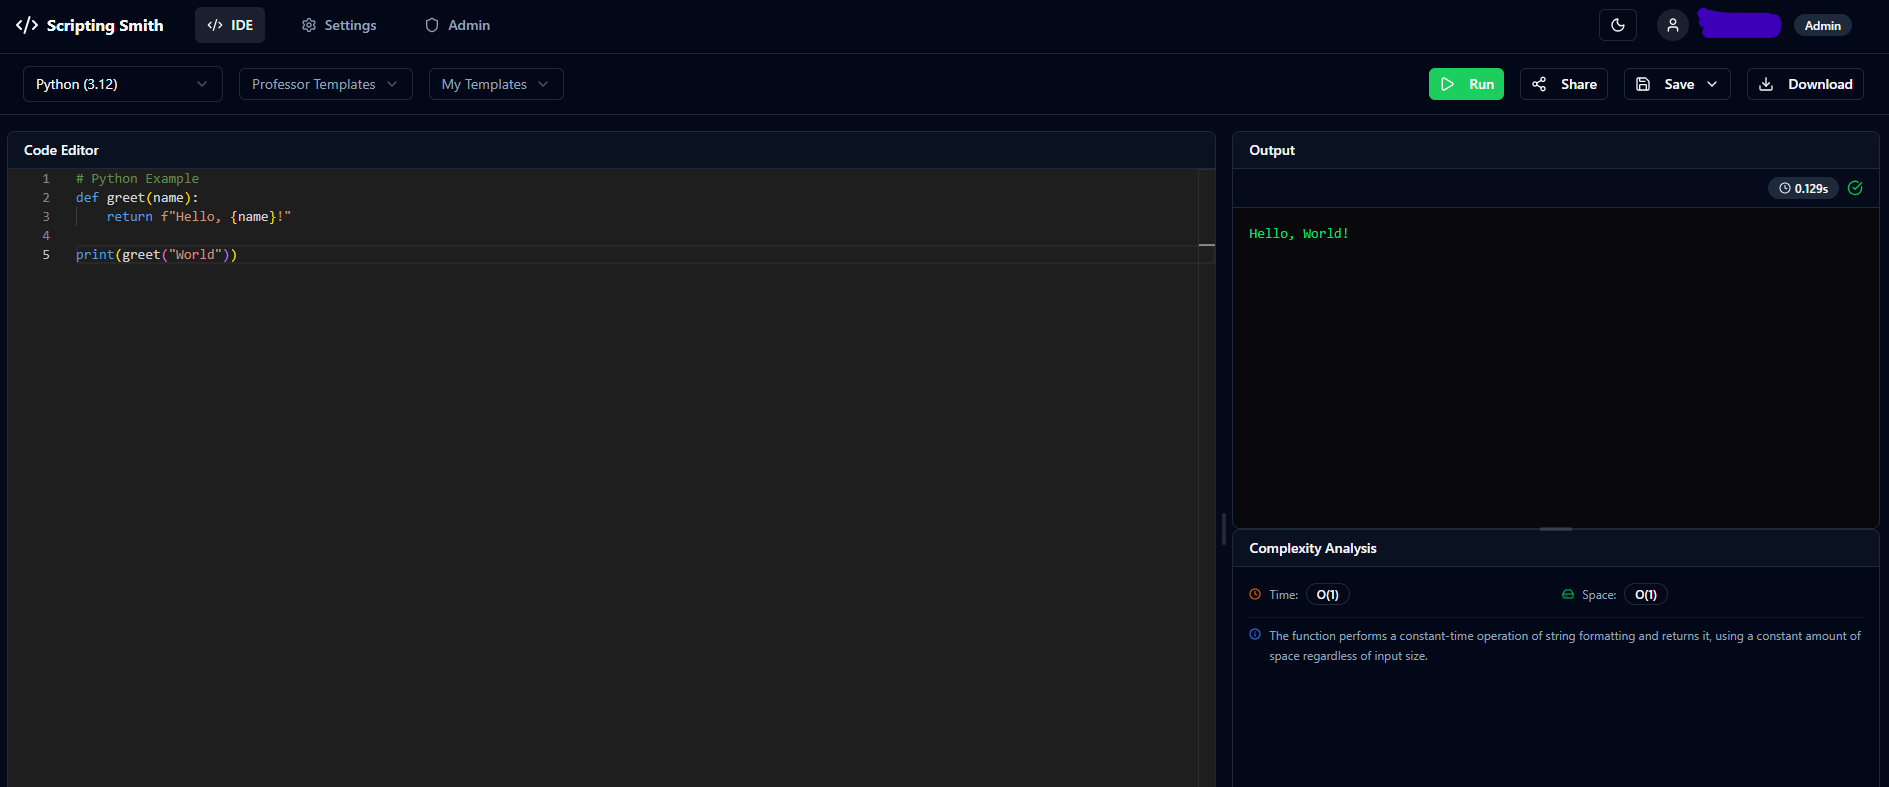 Scripting Smith
IDE
Settings
Admin
Admin
Python (3.12)
Professor Templates
My Templates
Run
Share
Save
Download
Code Editor
1 # Python Example
2 def greet(name):
3     return f"Hello, {name}!"
4
5 print(greet("World"))
Output
0.129s
Hello, World!
Complexity Analysis
Time: O(1)
Space: O(1)
The function performs a constant-time operation of string formatting and returns it, using a constant amount of
space regardless of input size.